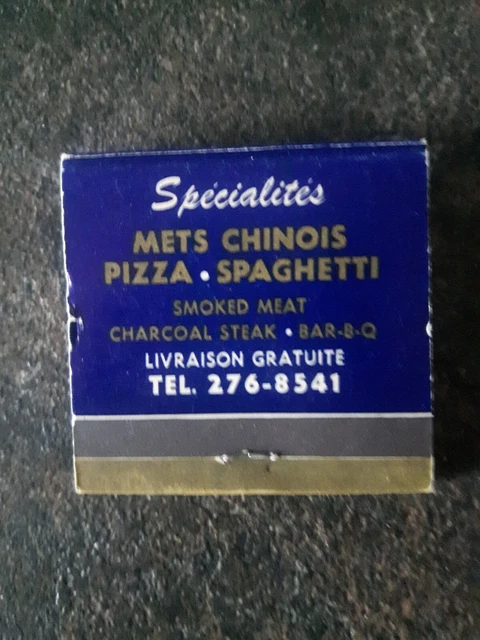 Spécialités
METS CHINOIS
PIZZA • SPAGHETTI
SMOKED MEAT
CHARCOAL STEAK • BAR-B-Q
LIVRAISON GRATUITE
TEL. 276-8541